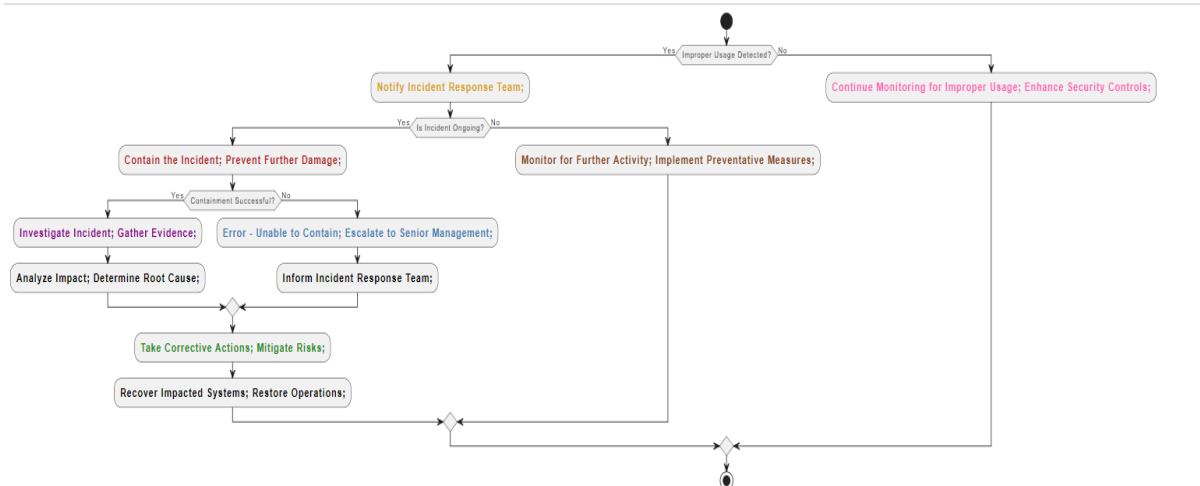 Improper Usage Detected?
Yes
No
Notify Incident Response Team;
Continue Monitoring for Improper Usage; Enhance Security Controls;
Is Incident Ongoing?
Yes
No
Contain the Incident; Prevent Further Damage;
Monitor for Further Activity; Implement Preventative Measures;
Containment Successful?
Yes
No
Investigate Incident; Gather Evidence;
Error - Unable to Contain; Escalate to Senior Management;
Analyze Impact; Determine Root Cause;
Inform Incident Response Team;
Take Corrective Actions; Mitigate Risks;
Recover Impacted Systems; Restore Operations;